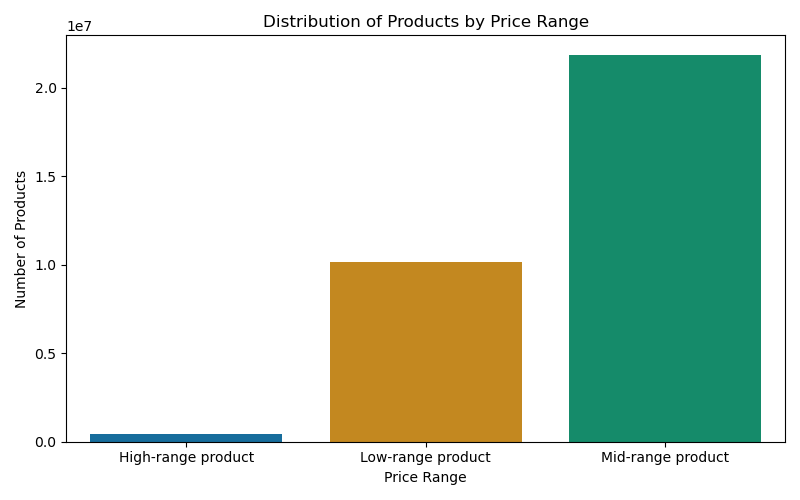 Distribution of Products by Price Range
1e7
2.0
1.5
1.0
0.5
0.0
Number of Products
High-range product
Low-range product
Mid-range product
Price Range